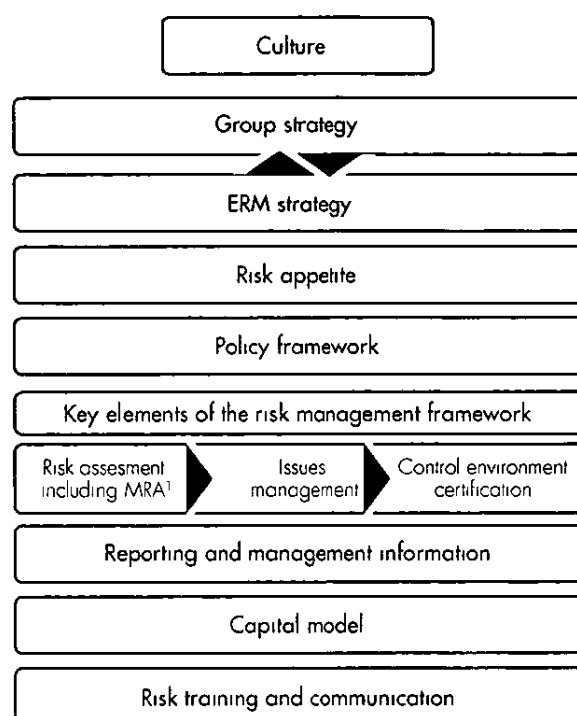 Culture
Group strategy
ERM strategy
Risk appetite
Policy framework
Key elements of the risk management framework
Risk assesment
including MRA¹
Issues
management
Control environment
certification
Reporting and management information
Capital model
Risk training and communication